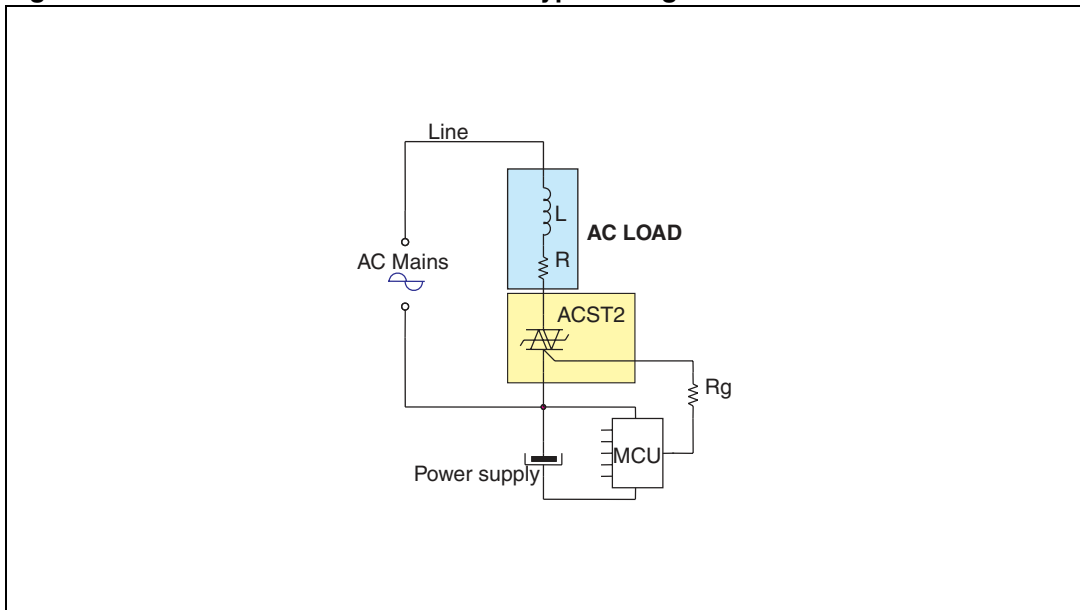 Line
L
AC LOAD
R
AC Mains
ACST2
Rg
MCU
Power supply